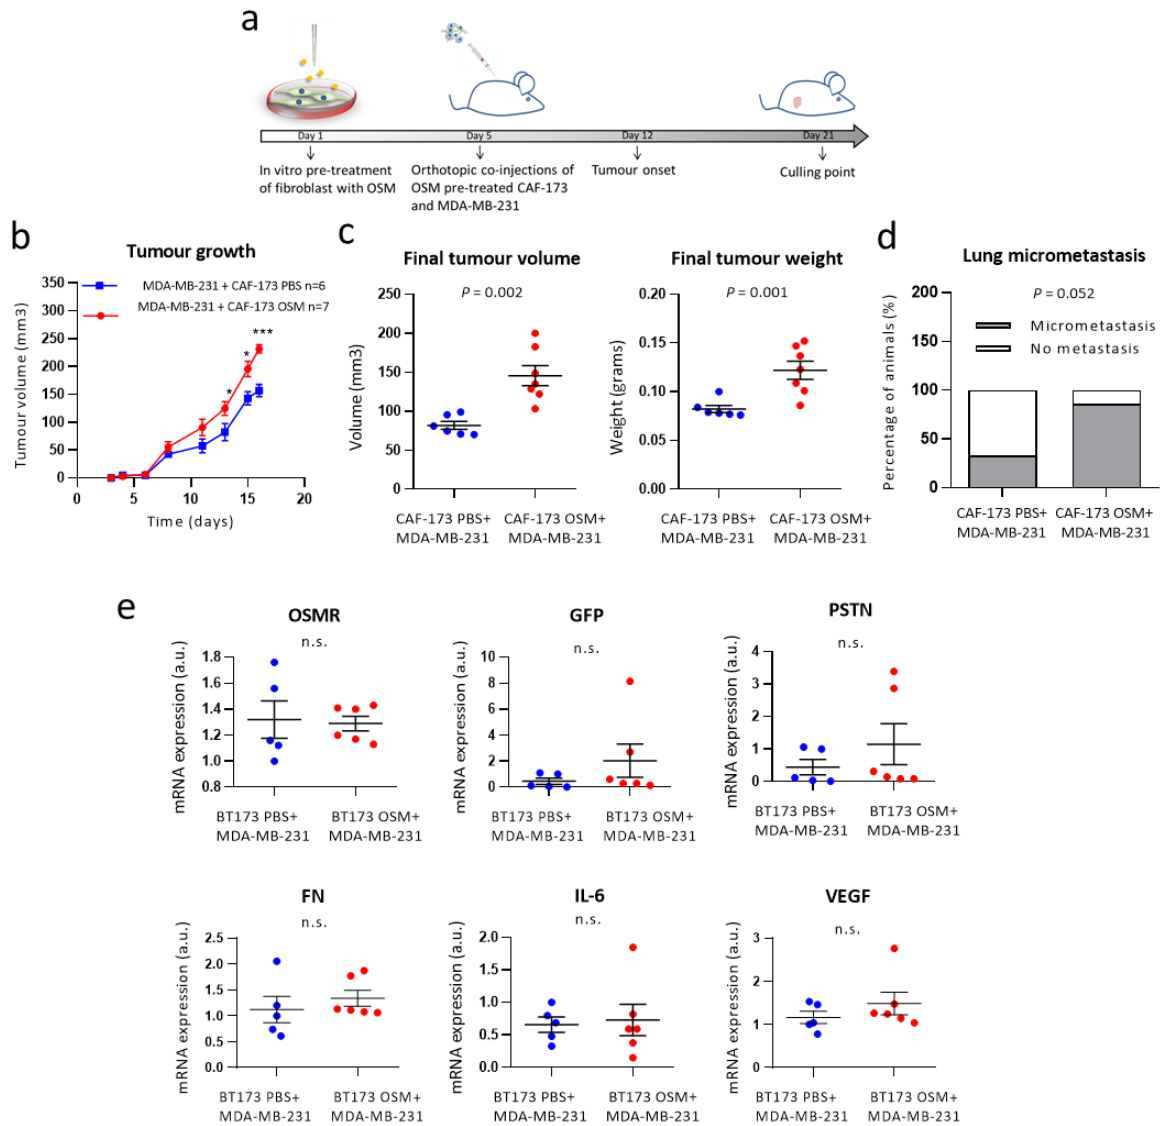 a
Day 1
Day 5
Day 12
Day 21
In vitro pre-treatment
of fibroblast with OSM
Orthotopic co-injections of
OSM pre-treated CAF-173
and MDA-MB-231
Tumour onset
Culling point
b
Tumour growth
MDA-MB-231 + CAF-173 PBS n=6
MDA-MB-231 + CAF-173 OSM n=7
Tumour volume (mm3)
350
300
250
200
150
100
50
0
* * ***
0 5 10 15 20
Time (days)
c
Final tumour volume
P = 0.002
Volume (mm3)
250
200
150
100
50
0
CAF-173 PBS+
MDA-MB-231
CAF-173 OSM+
MDA-MB-231
Final tumour weight
P = 0.001
Weight (grams)
0.20
0.15
0.10
0.05
0.00
CAF-173 PBS+
MDA-MB-231
CAF-173 OSM+
MDA-MB-231
d
Lung micrometastasis
P = 0.052
Micrometastasis
No metastasis
Percentage of animals (%)
200
150
100
50
0
CAF-173 PBS+
MDA-MB-231
CAF-173 OSM+
MDA-MB-231
e
OSMR
n.s.
mRNA expression (a.u.)
1.8
1.6
1.4
1.2
1.0
0.8
BT173 PBS+
MDA-MB-231
BT173 OSM+
MDA-MB-231
GFP
n.s.
mRNA expression (a.u.)
10
8
6
4
2
0
BT173 PBS+
MDA-MB-231
BT173 OSM+
MDA-MB-231
PSTN
n.s.
mRNA expression (a.u.)
4
3
2
1
0
BT173 PBS+
MDA-MB-231
BT173 OSM+
MDA-MB-231
FN
n.s.
mRNA expression (a.u.)
2.5
2.0
1.5
1.0
0.5
0.0
BT173 PBS+
MDA-MB-231
BT173 OSM+
MDA-MB-231
IL-6
n.s.
mRNA expression (a.u.)
2.0
1.5
1.0
0.5
0.0
BT173 PBS+
MDA-MB-231
BT173 OSM+
MDA-MB-231
VEGF
n.s.
mRNA expression (a.u.)
3
2
1
0
BT173 PBS+
MDA-MB-231
BT173 OSM+
MDA-MB-231